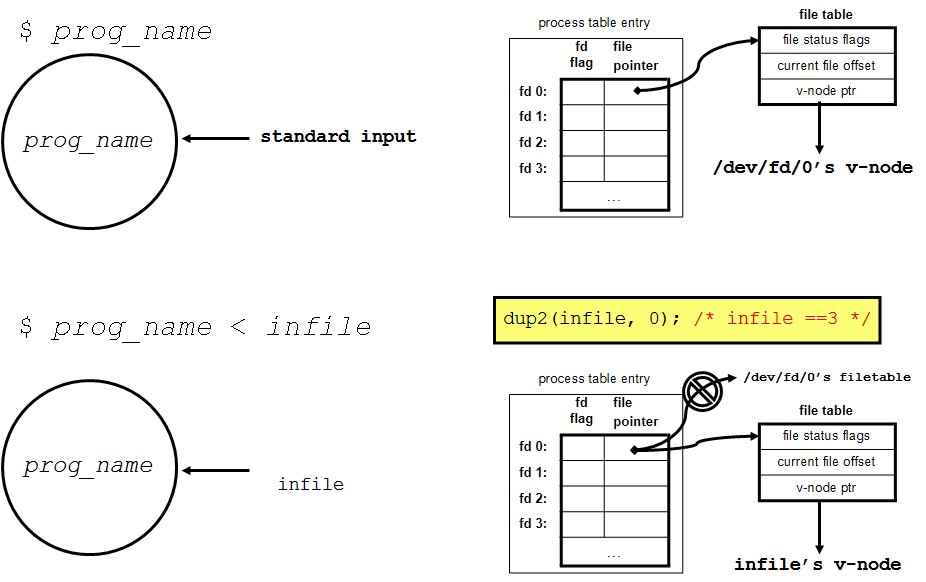 $ prog_name
prog_name
standard input
process table entry
fd flag
file pointer
fd 0:
fd 1:
fd 2:
fd 3:
...
file table
file status flags
current file offset
v-node ptr
/dev/fd/0's v-node
$ prog_name < infile
prog_name
infile
dup2(infile, 0); /* infile ==3 */
process table entry
/dev/fd/0's filetable
fd flag
file pointer
fd 0:
fd 1:
fd 2:
fd 3:
...
file table
file status flags
current file offset
v-node ptr
infile's v-node